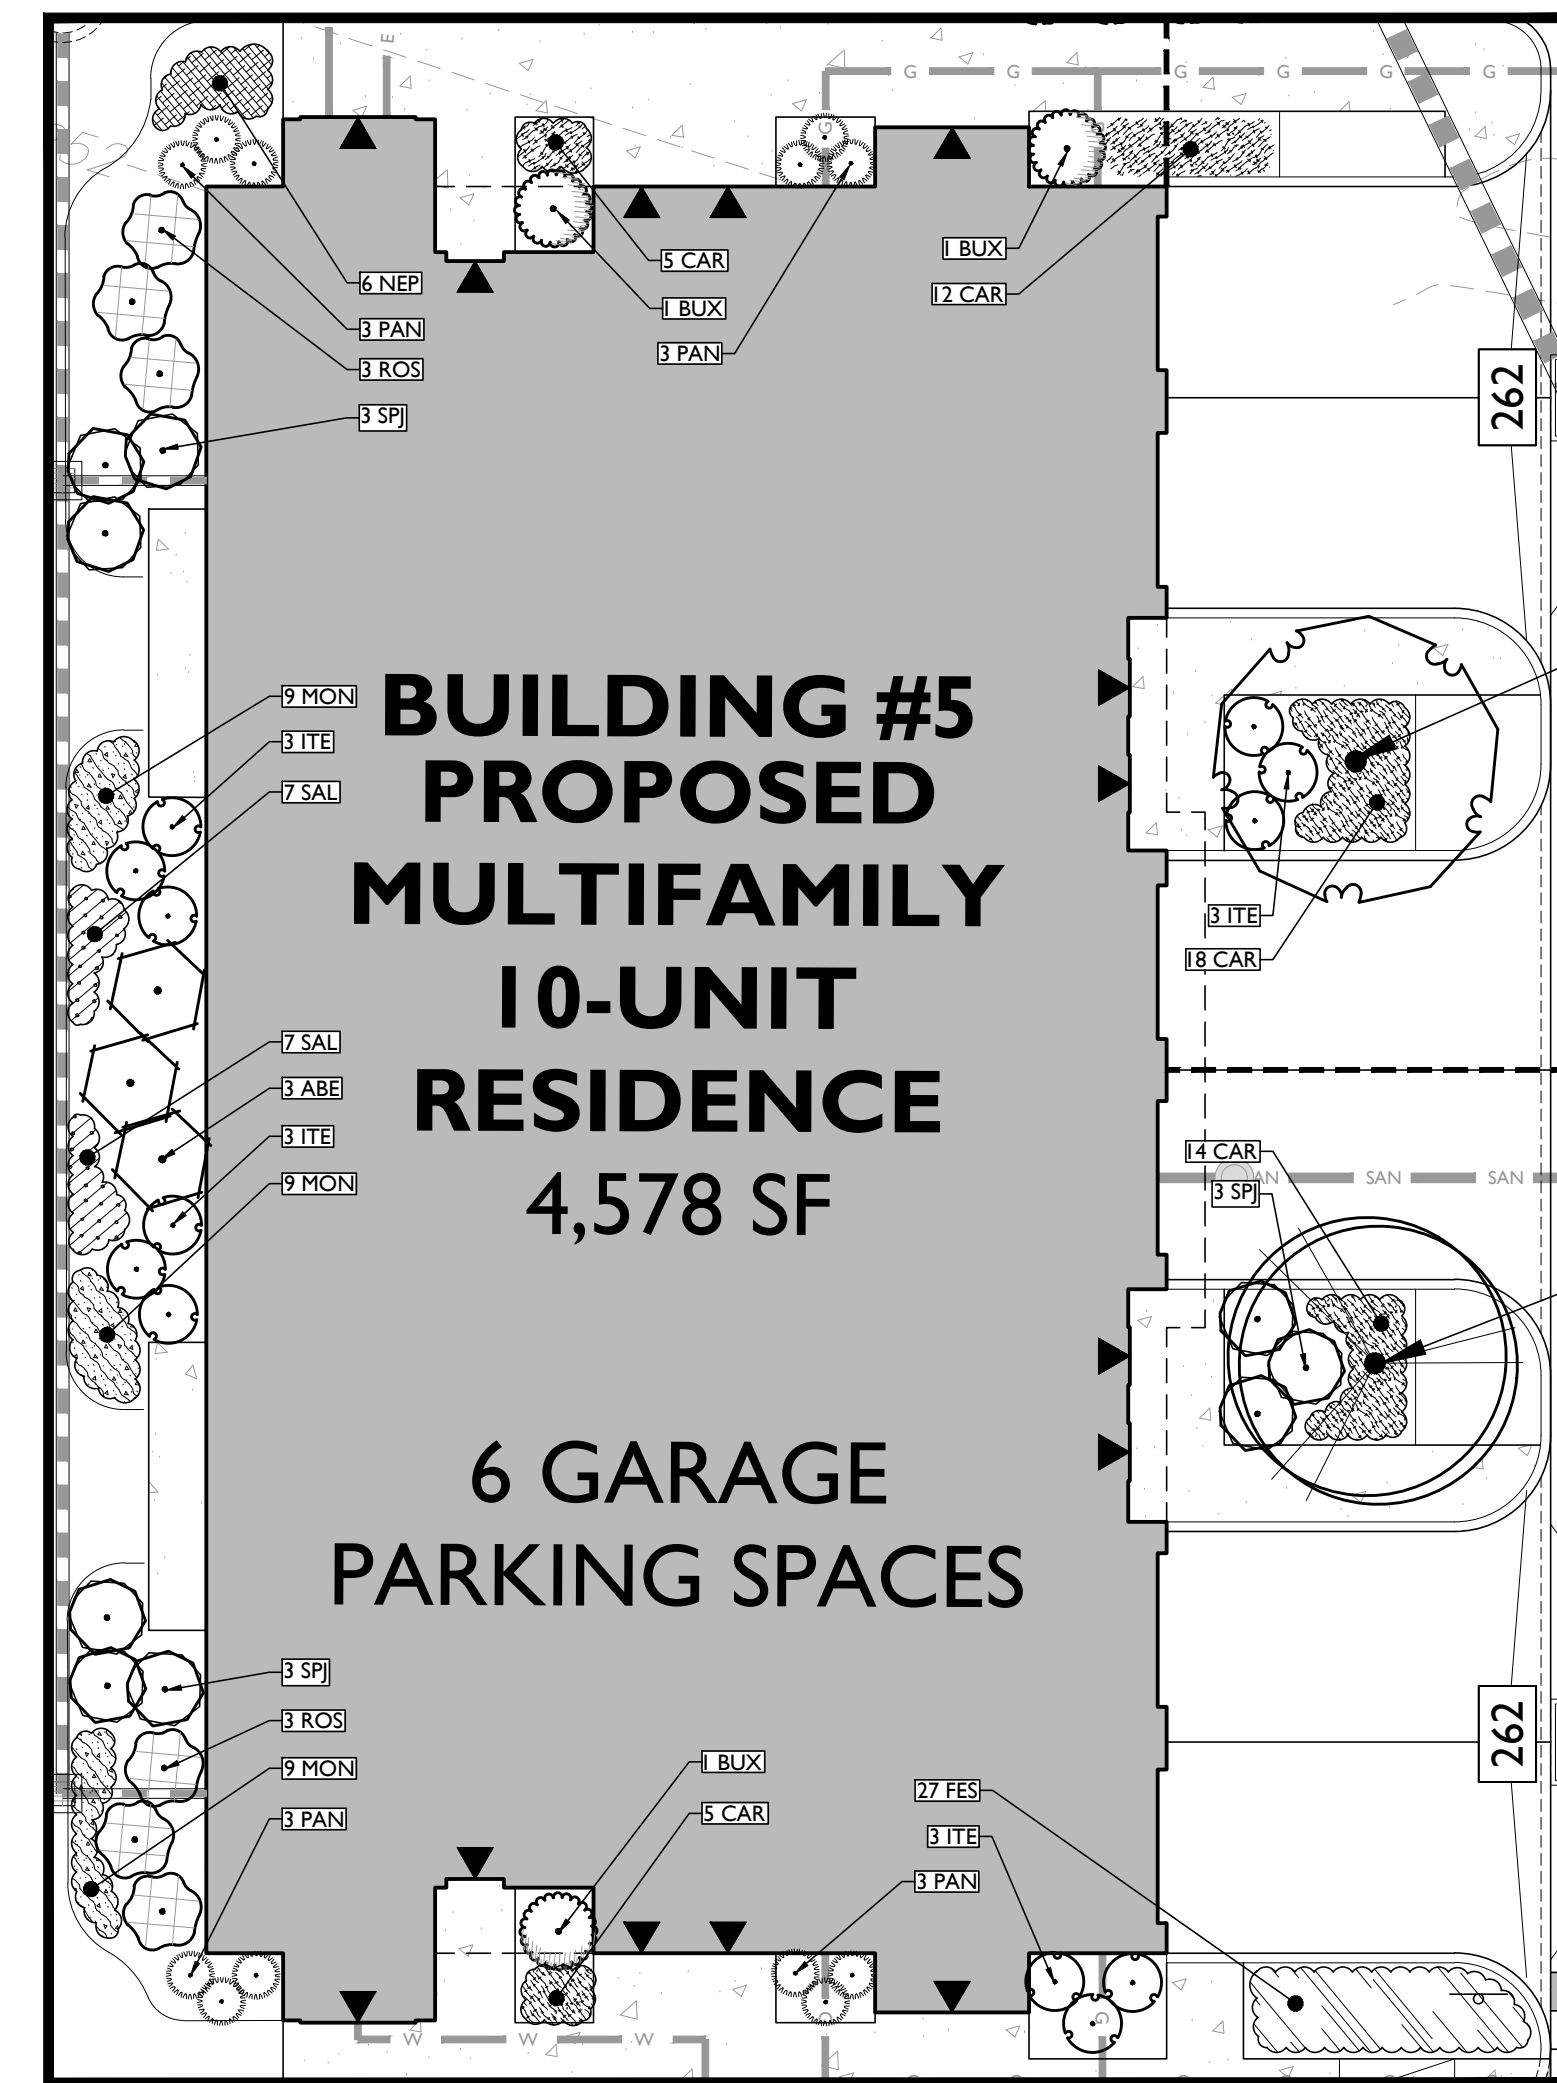 E
G G G G G G
G
G
65
5 CAR
1 BUX
3 PAN
1 BUX
12 CAR
6 NEP
3 PAN
3 ROS
3 SPJ
262
9 MON
3 ITE
7 SAL
BUILDING #5
PROPOSED
MULTIFAMILY
10-UNIT
RESIDENCE
4,578 SF
3 ITE
18 CAR
7 SAL
3 ABE
3 ITE
9 MON
14 CAR
3 SPJ
SAN SAN
6 GARAGE
PARKING SPACES
3 SPJ
3 ROS
9 MON
3 PAN
1 BUX
5 CAR
27 FES
3 ITE
3 PAN
262
W W W
G